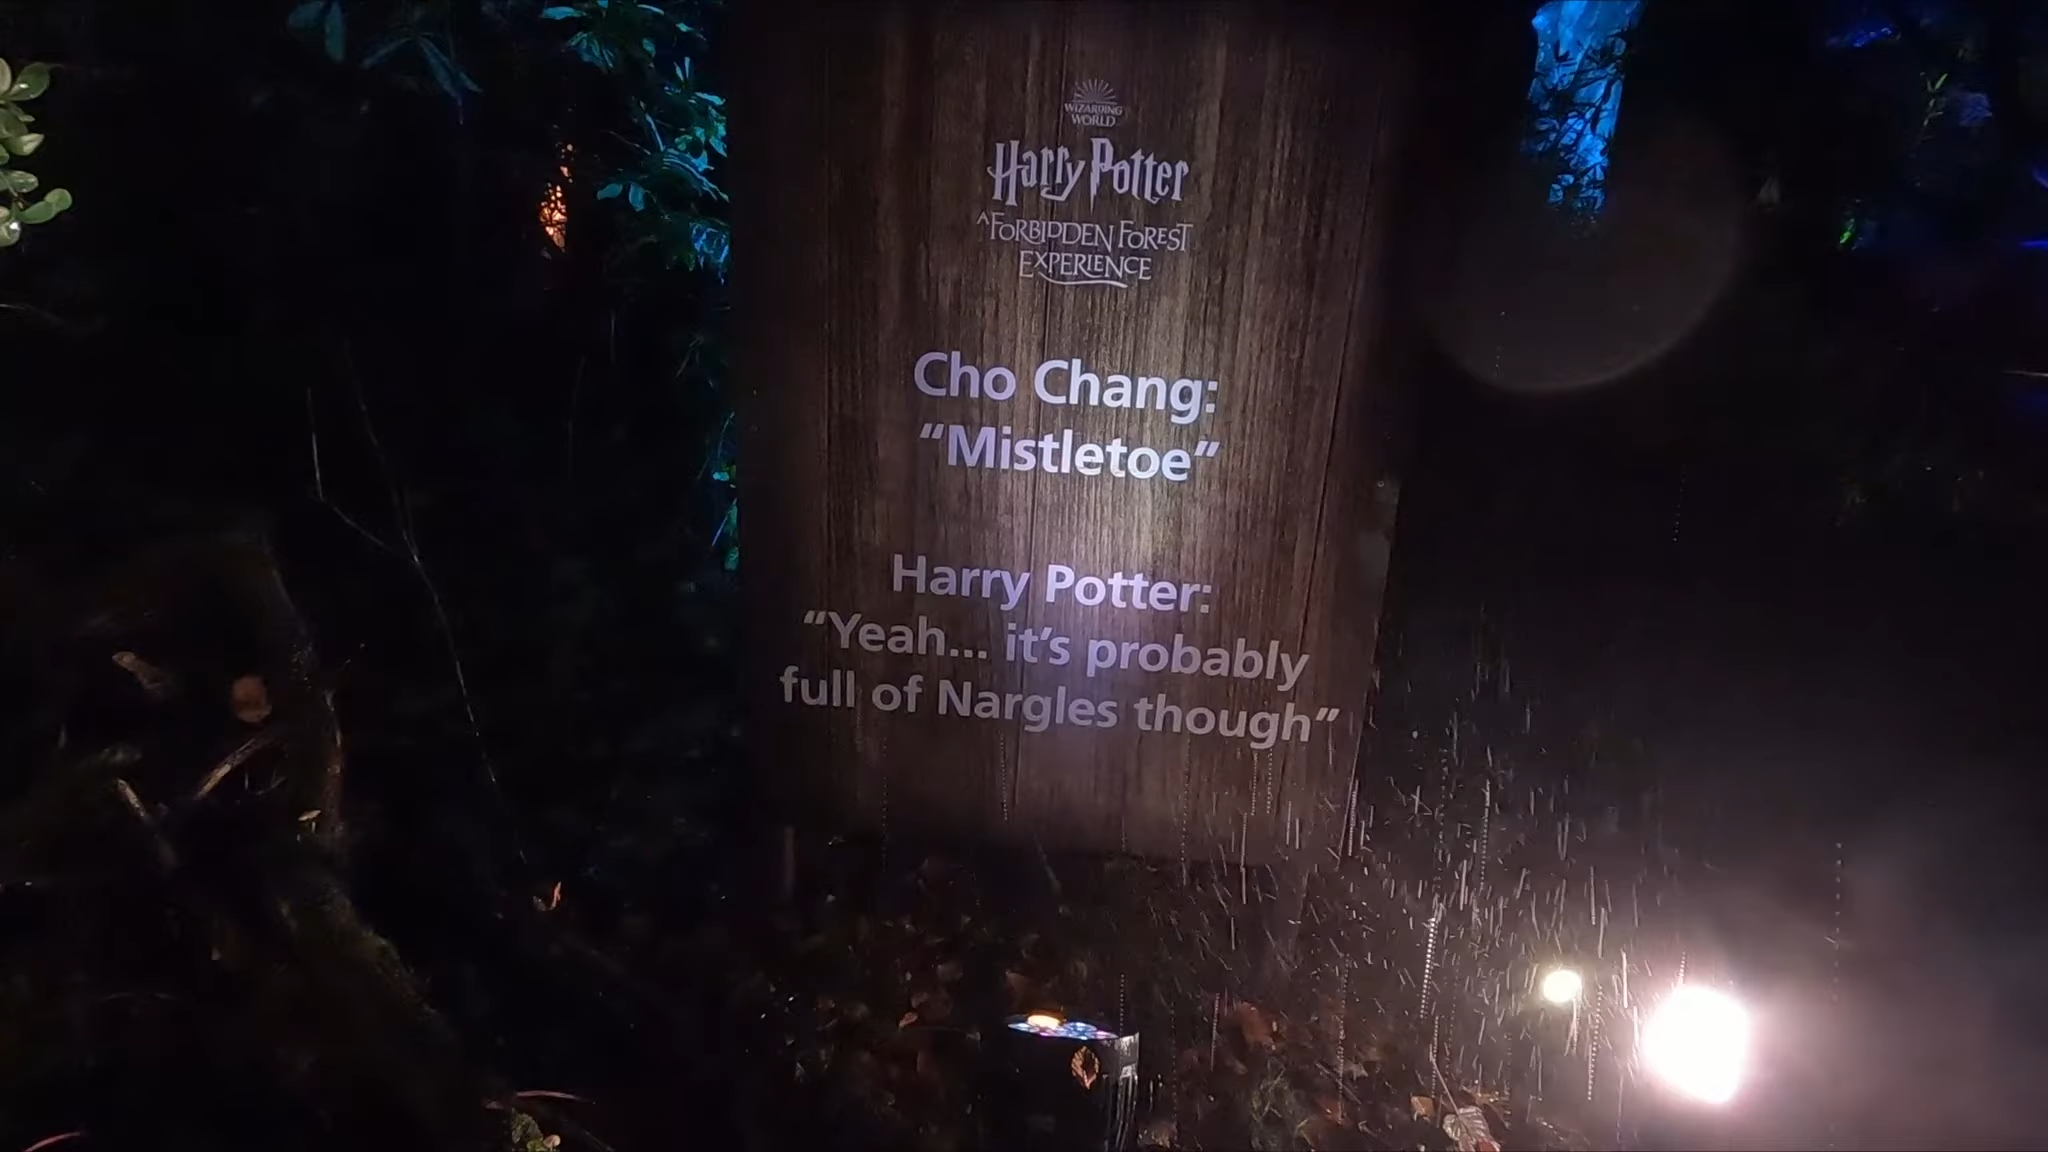 WIZARDING
WORLD
Harry Potter
A FORBIDDEN FOREST
EXPERIENCE
Cho Chang:
“Mistletoe”
Harry Potter:
“Yeah... it’s probably
full of Nargles though”